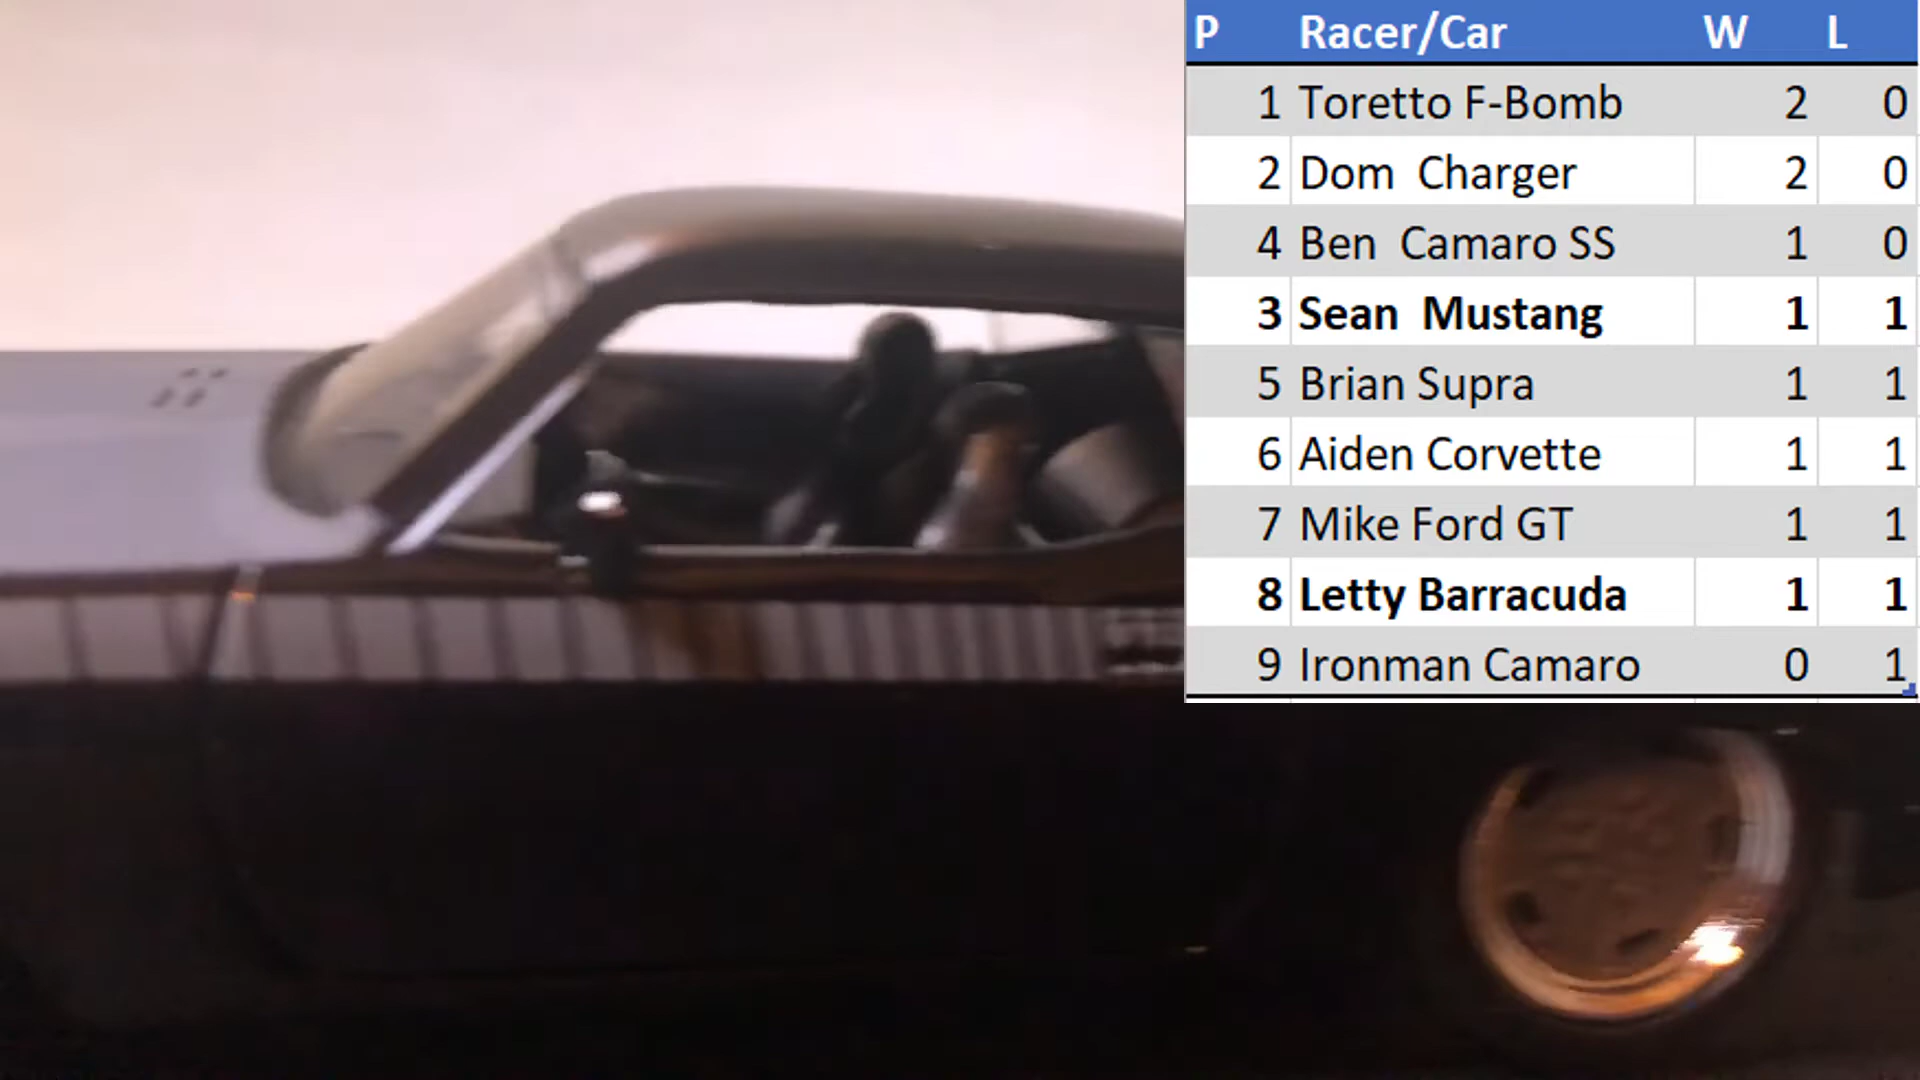 P Racer/Car W L
1 Toretto F-Bomb 2 0
2 Dom Charger 2 0
4 Ben Camaro SS 1 0
3 Sean Mustang 1 1
5 Brian Supra 1 1
6 Aiden Corvette 1 1
7 Mike Ford GT 1 1
8 Letty Barracuda 1 1
9 Ironman Camaro 0 1